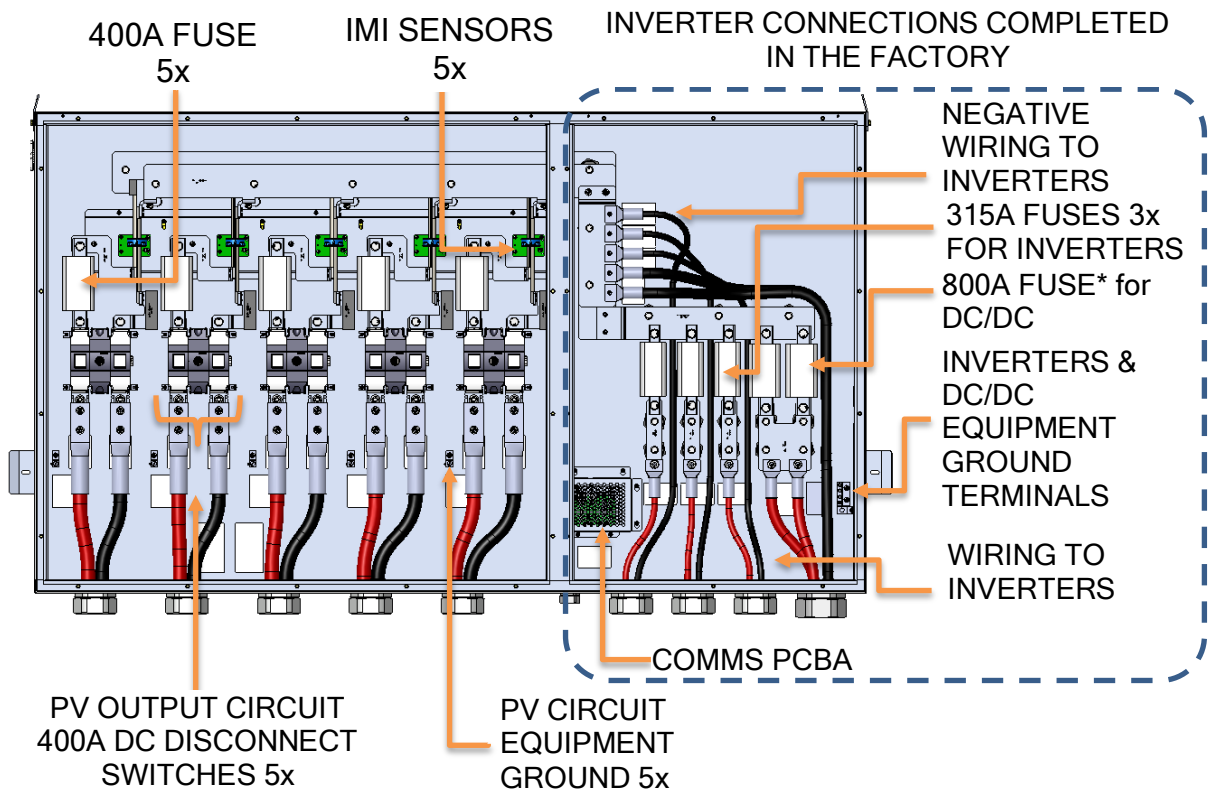 400A FUSE
5x
IMI SENSORS
5x
INVERTER CONNECTIONS COMPLETED
IN THE FACTORY
NEGATIVE
WIRING TO
INVERTERS
315A FUSES 3x
FOR INVERTERS
800A FUSE* for
DC/DC
INVERTERS &
DC/DC
EQUIPMENT
GROUND
TERMINALS
WIRING TO
INVERTERS
COMMS PCBA
PV OUTPUT CIRCUIT
400A DC DISCONNECT
SWITCHES 5x
PV CIRCUIT
EQUIPMENT
GROUND 5x